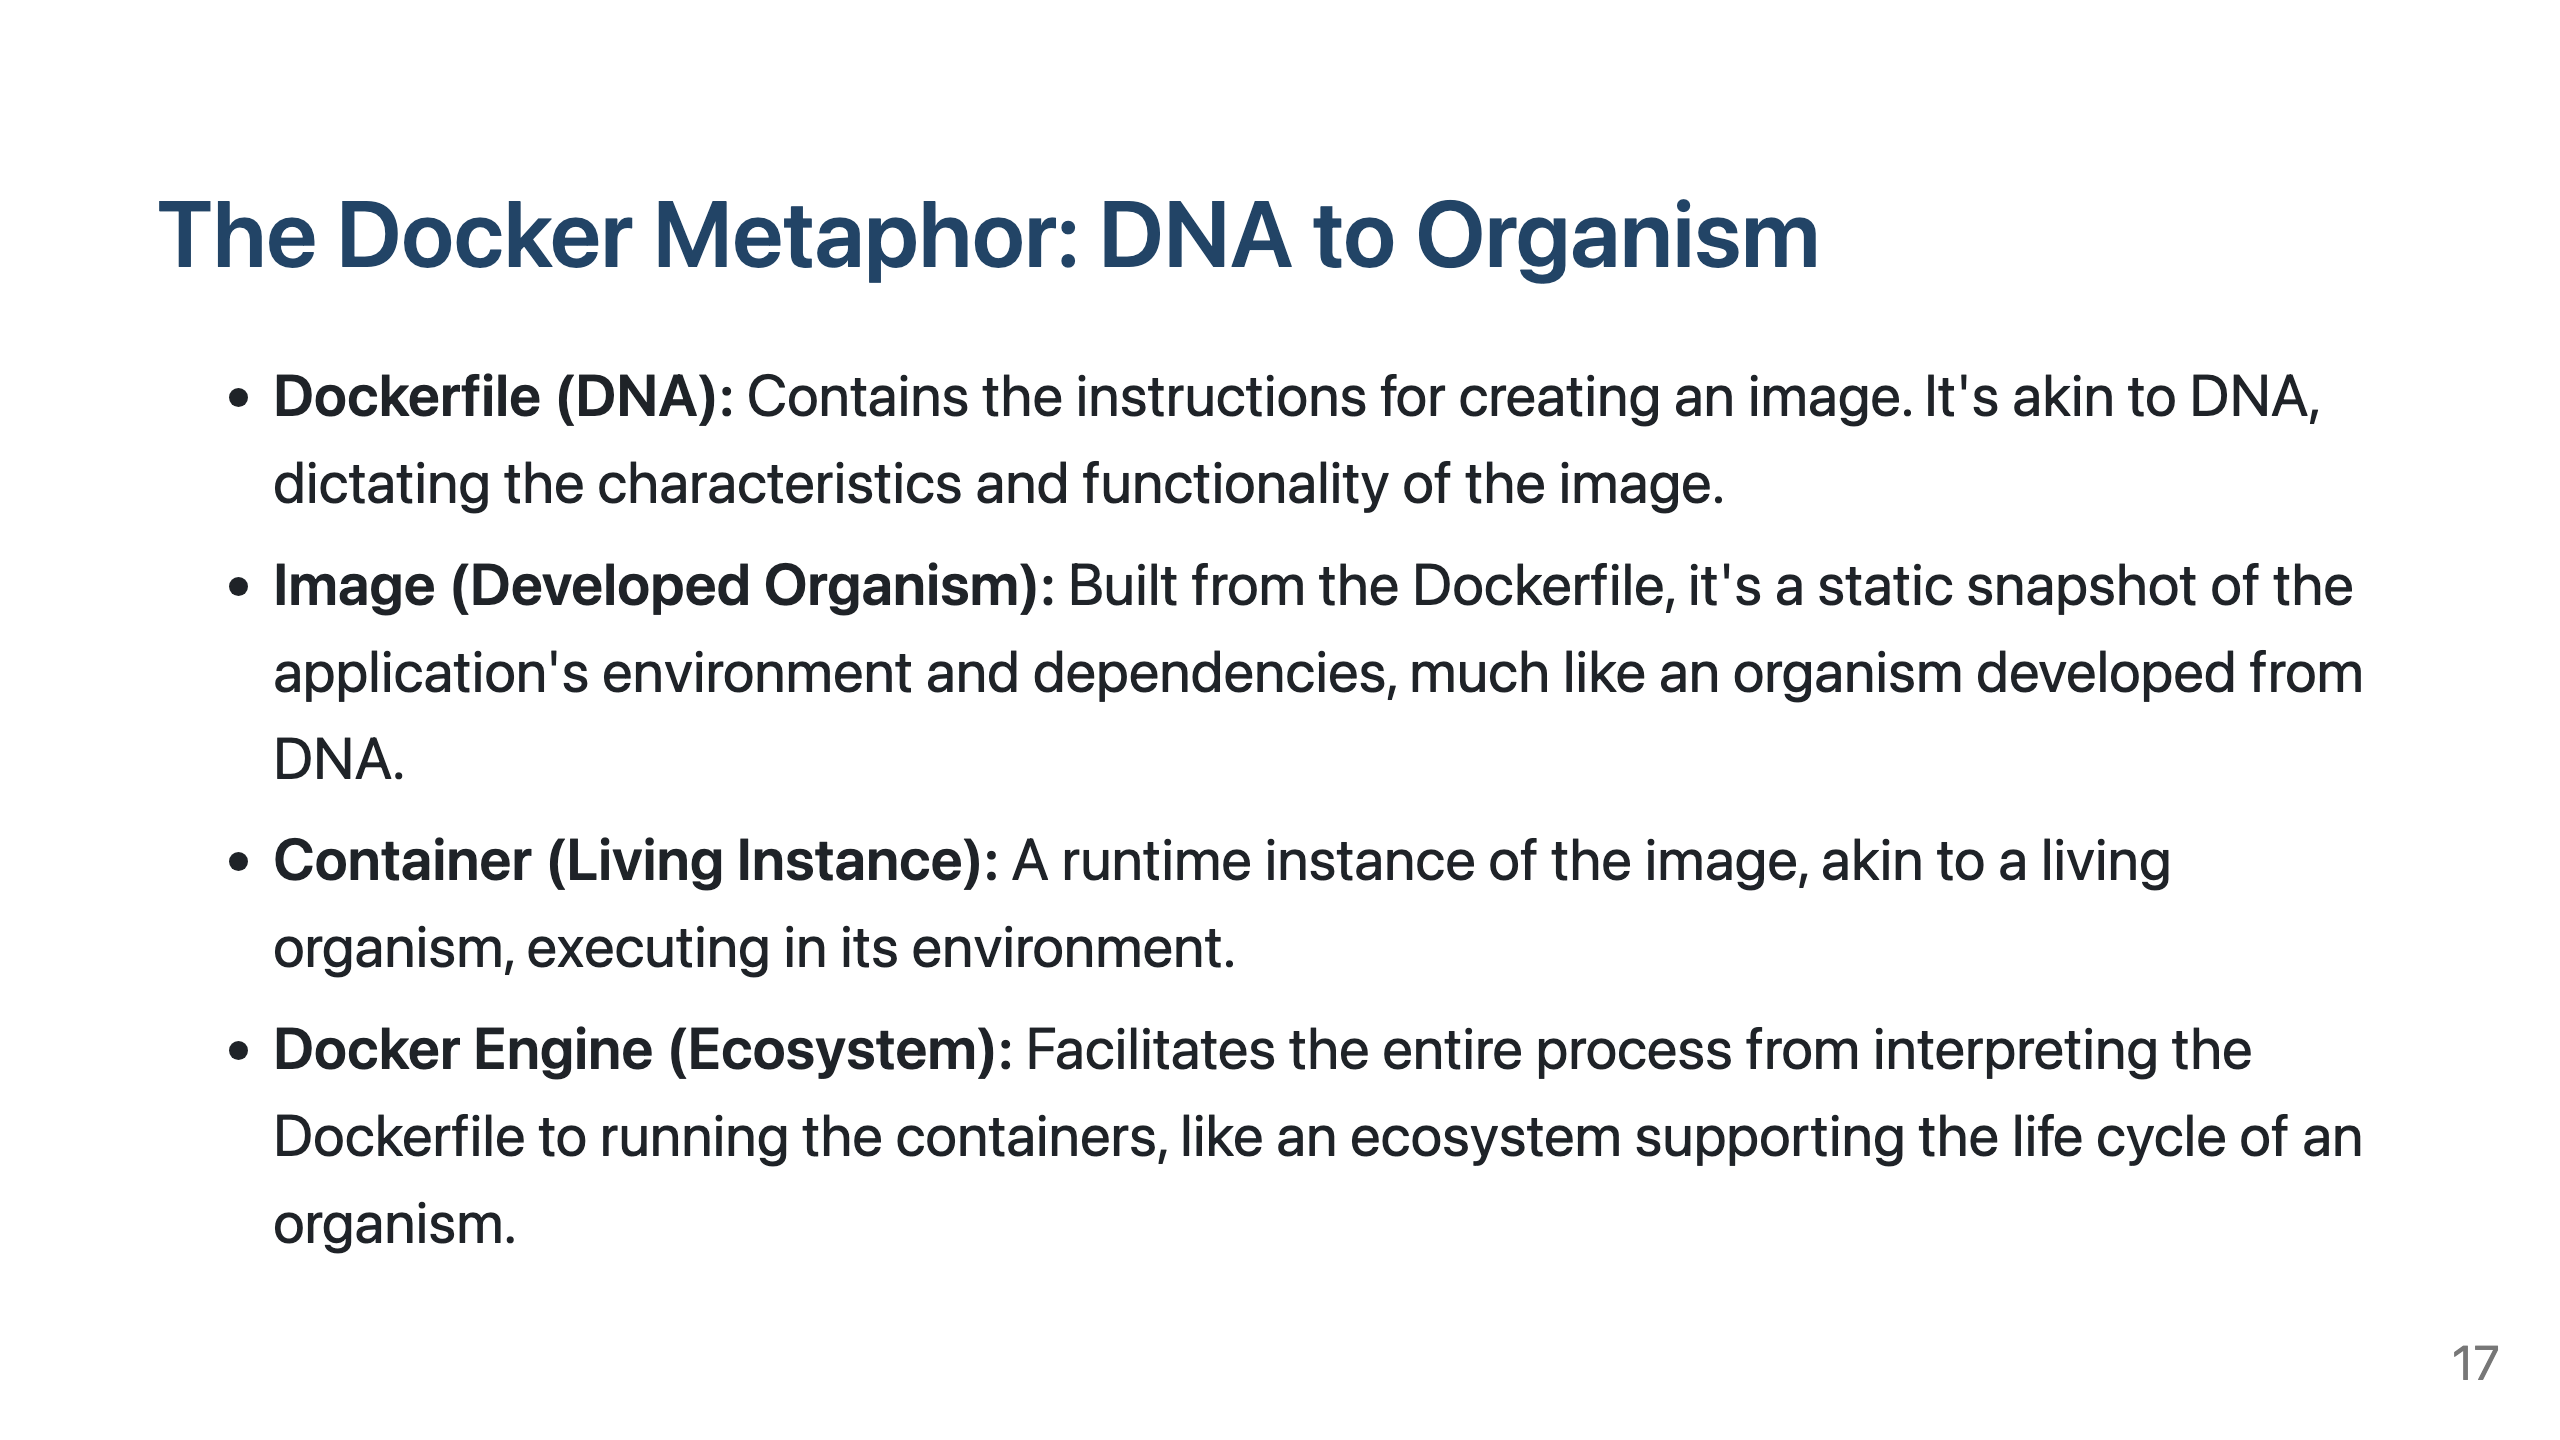 The Docker Metaphor: DNA to Organism
• Dockerfile (DNA): Contains the instructions for creating an image. It's akin to DNA,
dictating the characteristics and functionality of the image.
• Image (Developed Organism): Built from the Dockerfile, it's a static snapshot of the
application's environment and dependencies, much like an organism developed from
DNA.
• Container (Living Instance): A runtime instance of the image, akin to a living
organism, executing in its environment.
• Docker Engine (Ecosystem): Facilitates the entire process from interpreting the
Dockerfile to running the containers, like an ecosystem supporting the life cycle of an
organism.
17